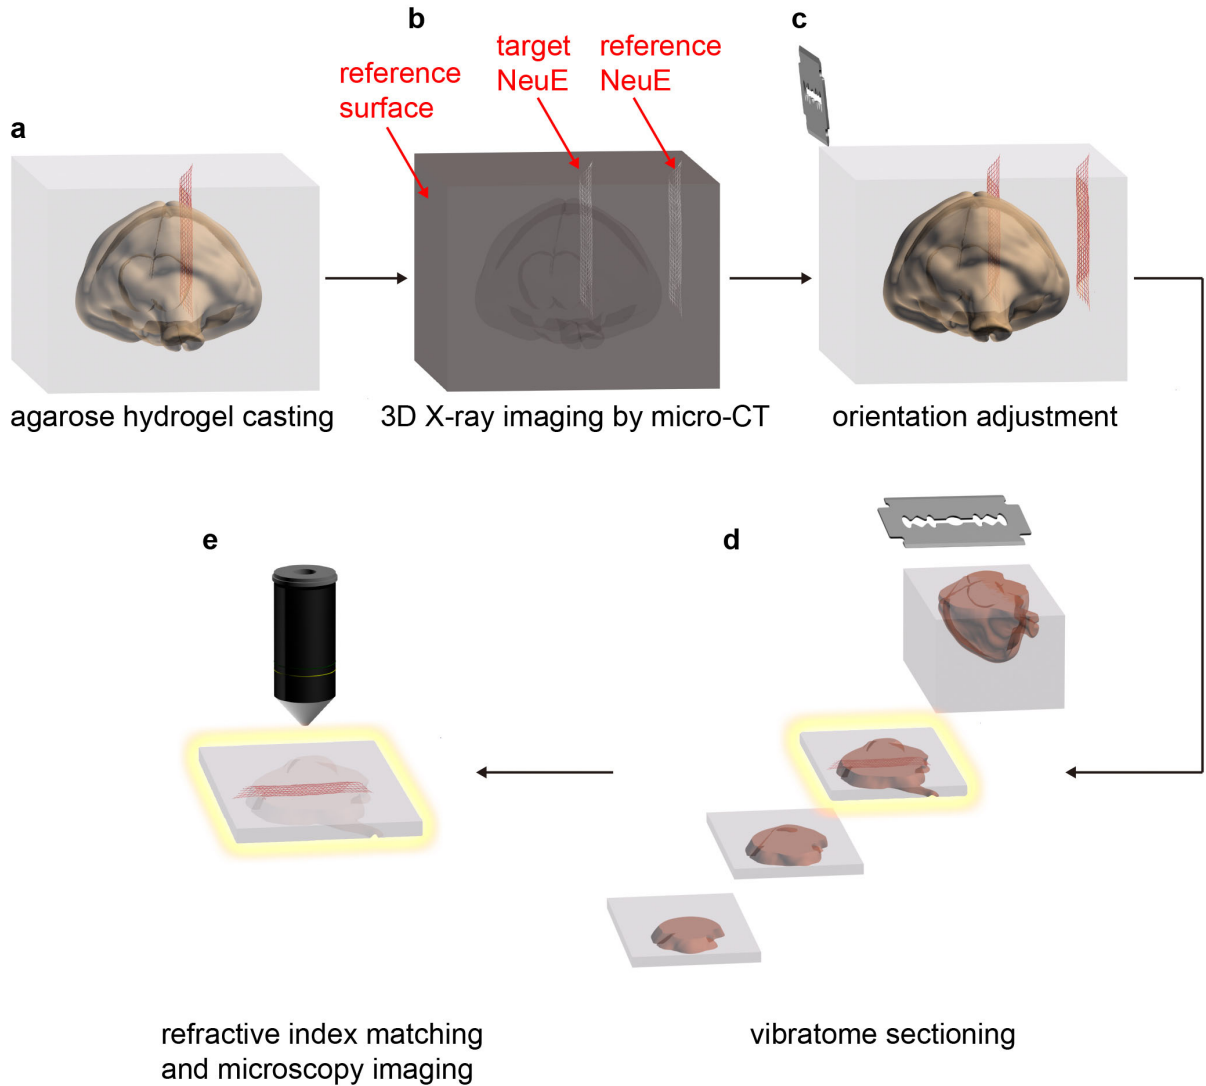 a
agarose hydrogel casting
b
reference
surface
target
NeuE
reference
NeuE
3D X-ray imaging by micro-CT
c
orientation adjustment
d
vibratome sectioning
e
refractive index matching
and microscopy imaging